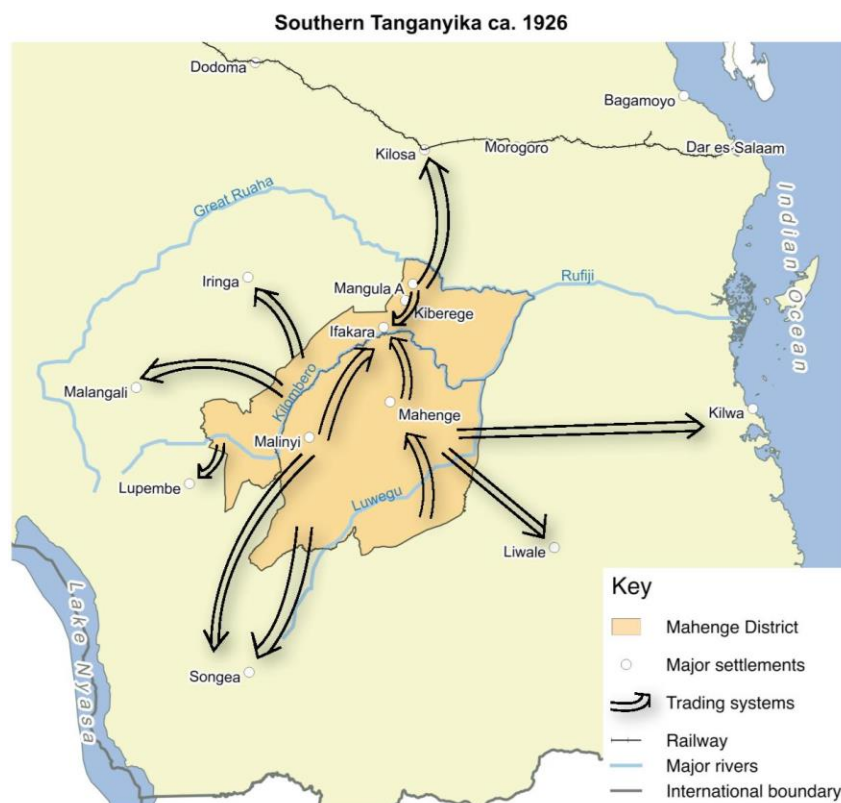 Southern Tanganyika ca. 1926
Dodoma
Bagamoyo
Kilosa
Morogoro
Dar es Salaam
Great Ruaha
Indian Ocean
Iringa
Mangula A
Rufiji
Kiberege
Ifakara
Malangali
Kilombero
Mahenge
Kilwa
Malinyi
Lupembe
Luwegu
Liwale
Lake Nyasa
Songea
Key
Mahenge District
Major settlements
Trading systems
Railway
Major rivers
International boundary